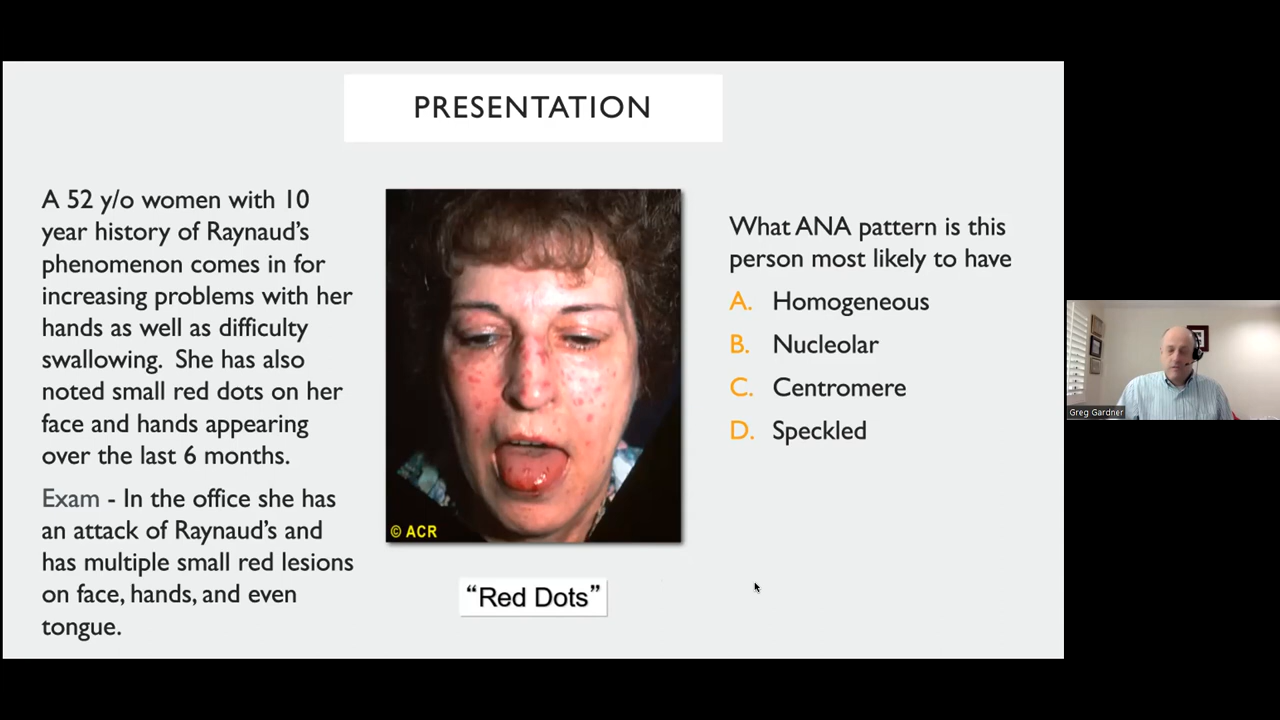 PRESENTATION
A 52 y/o women with 10
year history of Raynaud's
phenomenon comes in for
increasing problems with her
hands as well as difficulty
swallowing. She has also
noted small red dots on her
face and hands appearing
over the last 6 months.
Exam - In the office she has
an attack of Raynaud's and
has multiple small red lesions
on face, hands, and even
tongue.
© ACR
“Red Dots”
What ANA pattern is this
person most likely to have
A. Homogeneous
B. Nucleolar
C. Centromere
D. Speckled
Greg Gardner